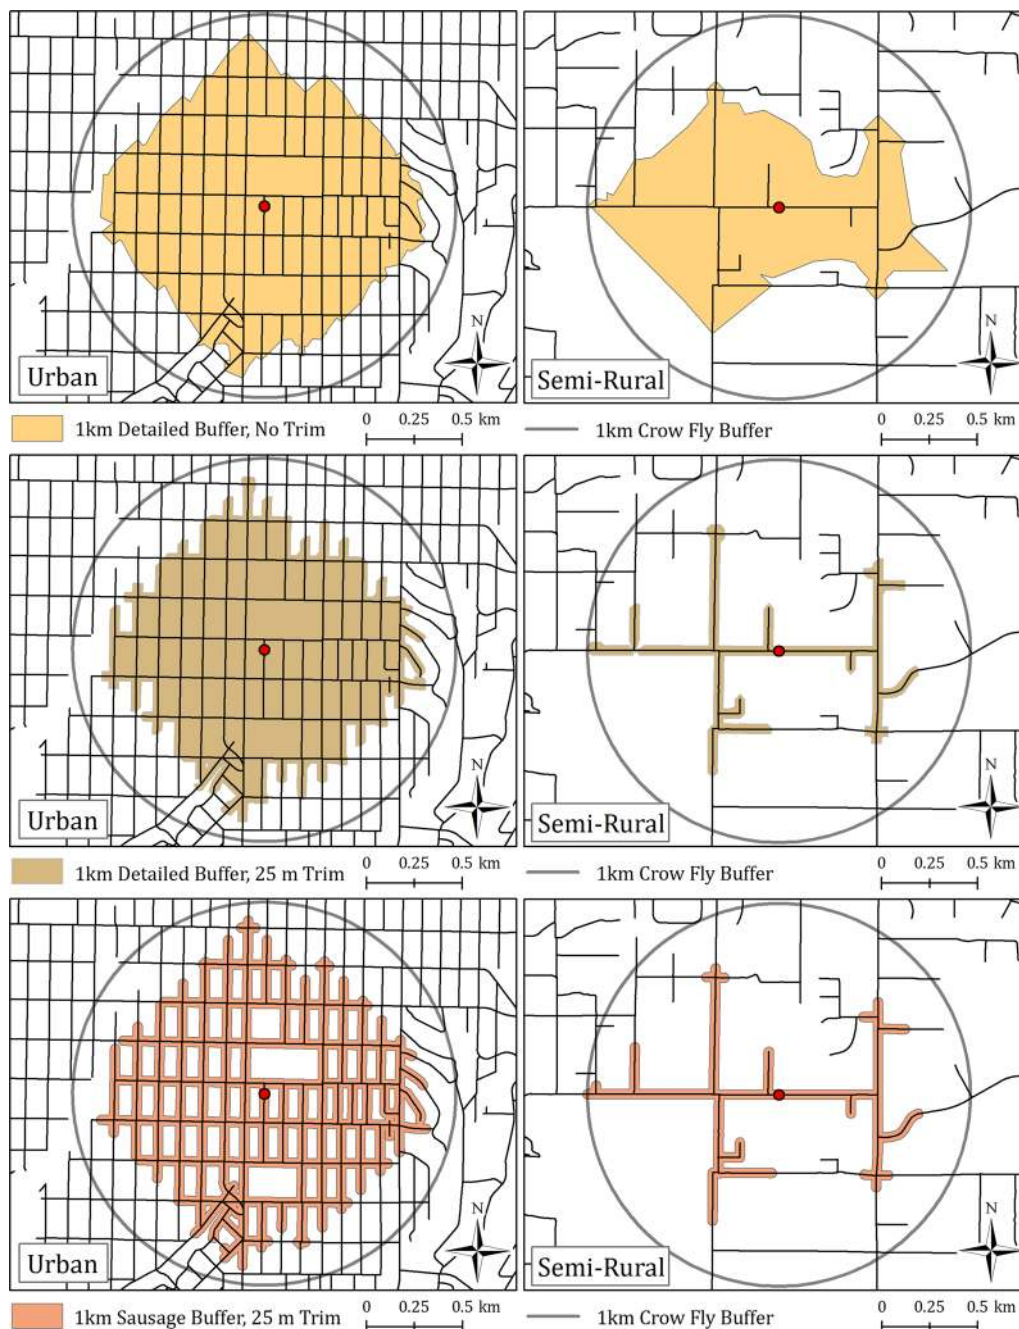 N
Urban
N
Semi-Rural
1km Detailed Buffer, No Trim
0 0.25 0.5 km
1km Crow Fly Buffer
0 0.25 0.5 km
N
Urban
N
Semi-Rural
1km Detailed Buffer, 25 m Trim
0 0.25 0.5 km
1km Crow Fly Buffer
0 0.25 0.5 km
N
Urban
N
Semi-Rural
1km Sausage Buffer, 25 m Trim
0 0.25 0.5 km
1km Crow Fly Buffer
0 0.25 0.5 km